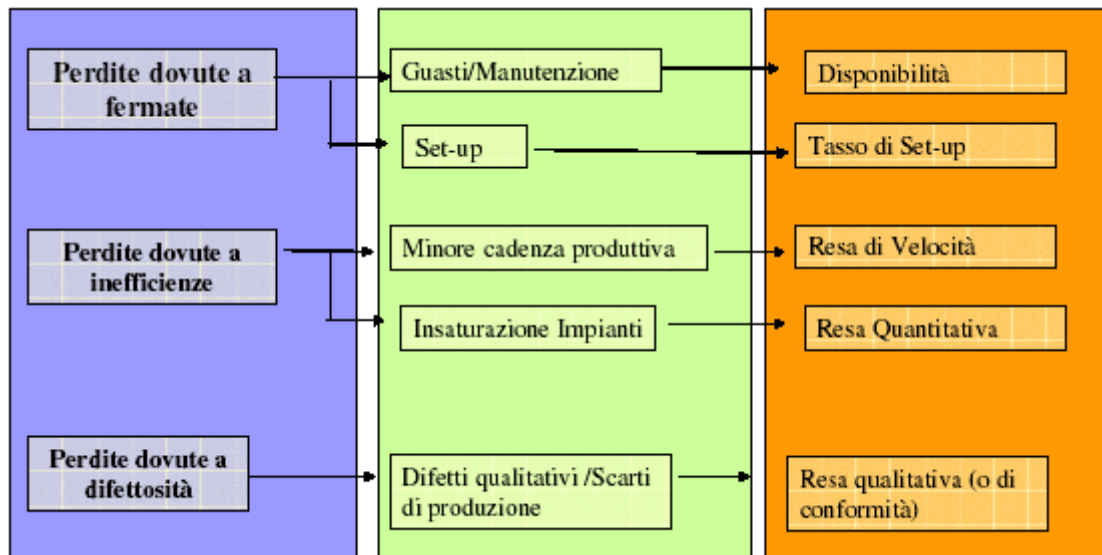 Perdite dovute a
fermate
Guasti/Manutenzione
Disponibilità
Set-up
Tasso di Set-up
Perdite dovute a
inefficienze
Minore cadenza produttiva
Resa di Velocità
Insaturazione Impianti
Resa Quantitativa
Perdite dovute a
difettosità
Difetti qualitativi /Scarti
di produzione
Resa qualitativa (o di
conformità)